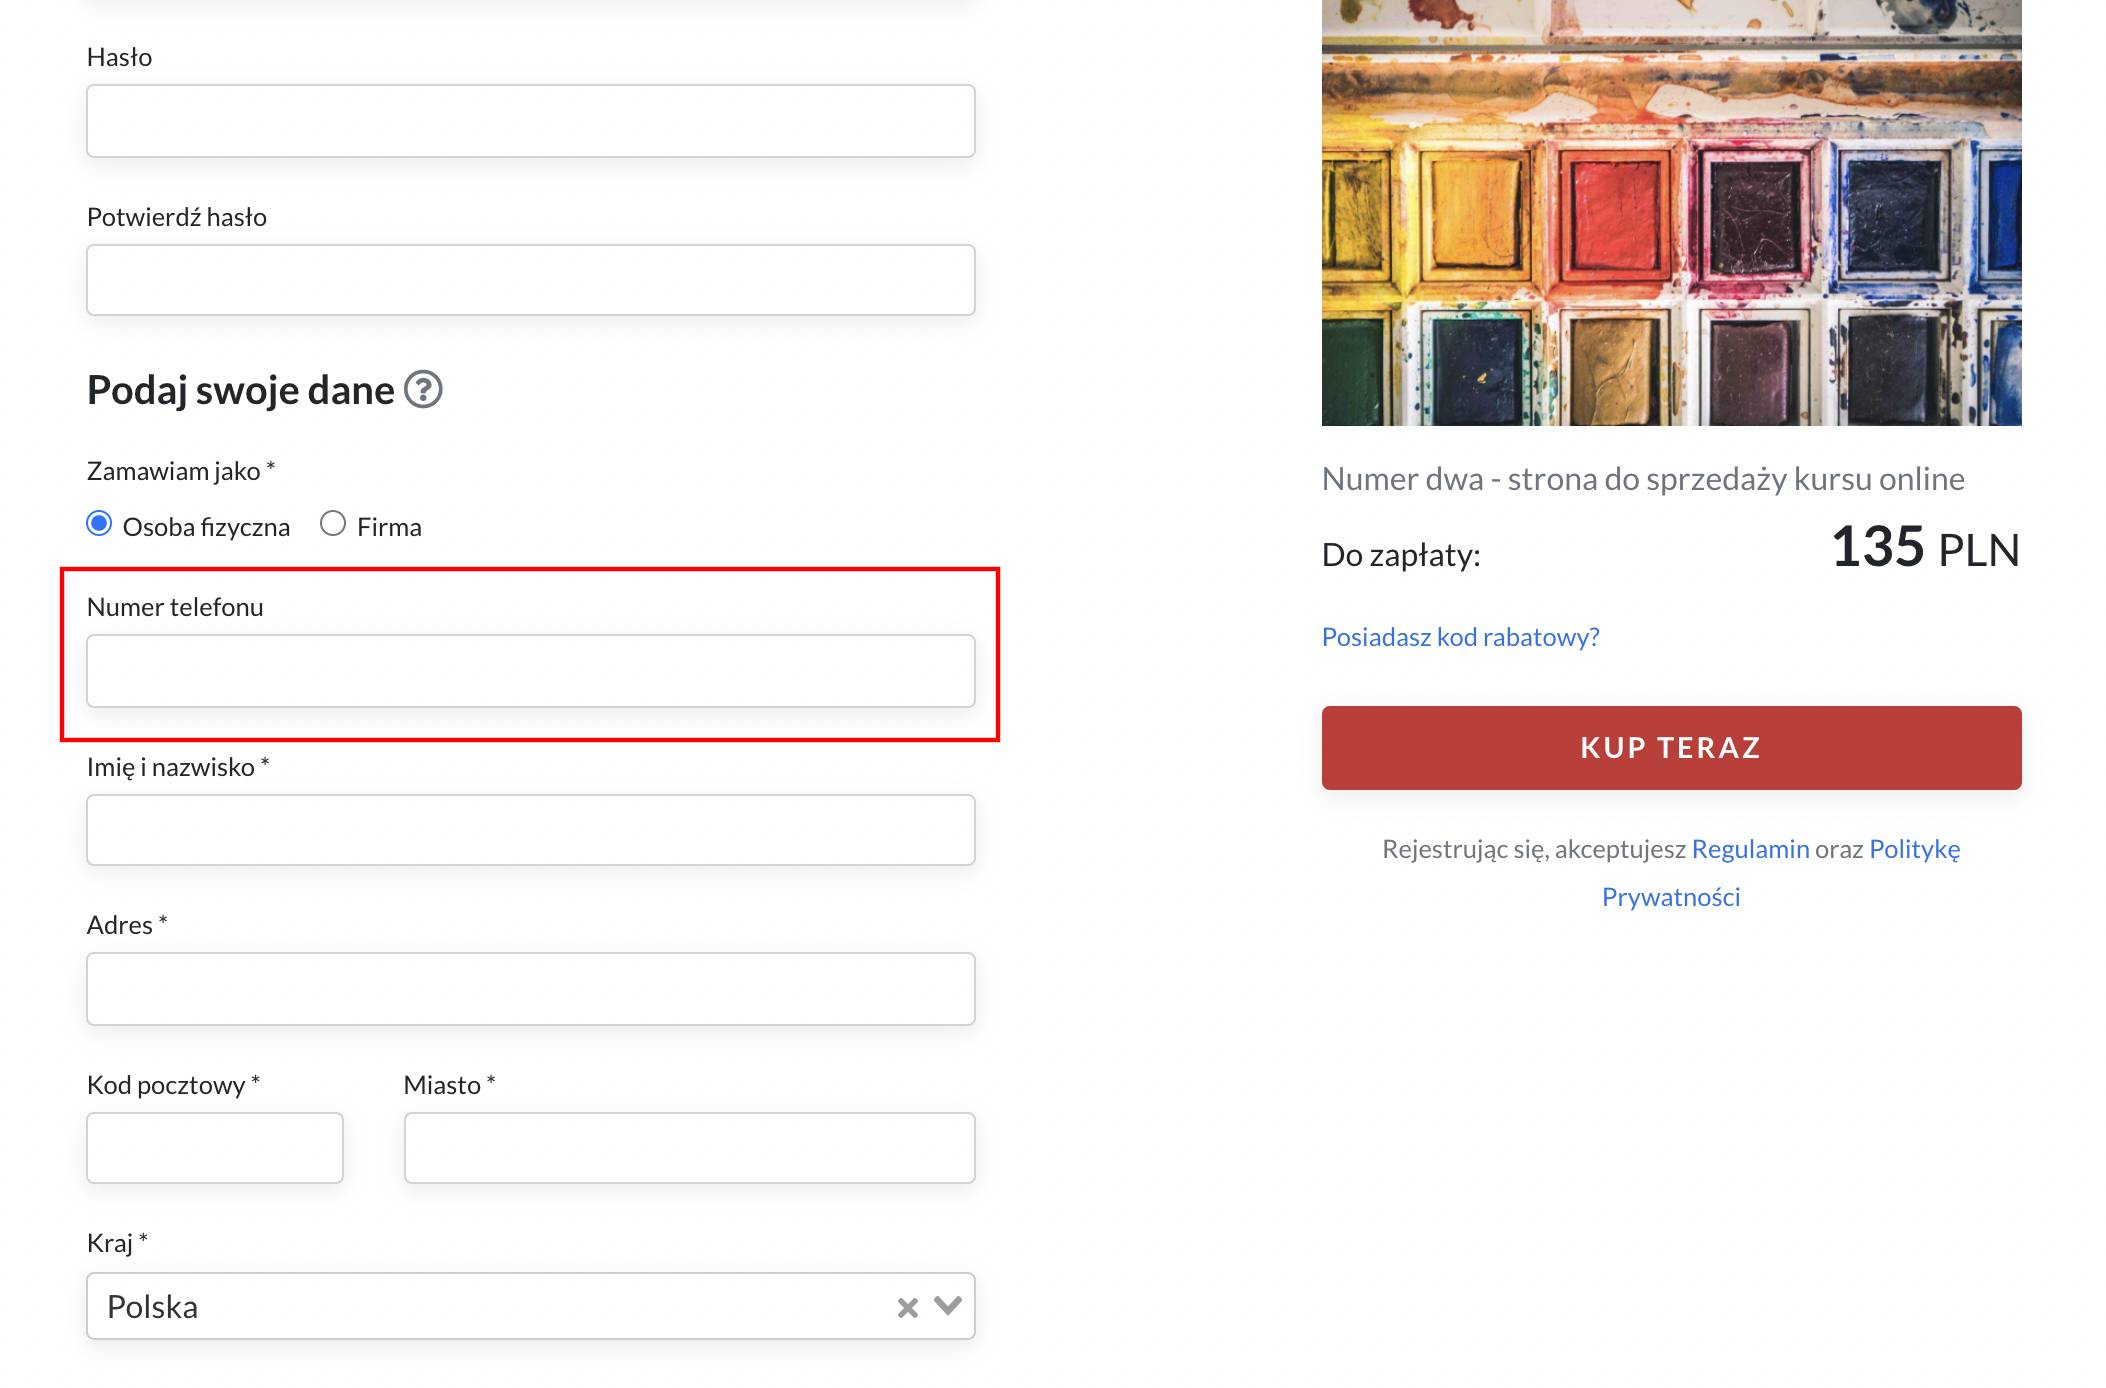 Hasło
Potwierdź hasło
Podaj swoje dane
Zamawiam jako *
Osoba fizyczna Firma
Numer telefonu
Imię i nazwisko *
Adres *
Kod pocztowy * Miasto *
Kraj *
Polska
Numer dwa - strona do sprzedaży kursu online
Do zapłaty: 135 PLN
Posiadasz kod rabatowy?
KUP TERAZ
Rejestrując się, akceptujesz Regulamin oraz Politykę
Prywatności